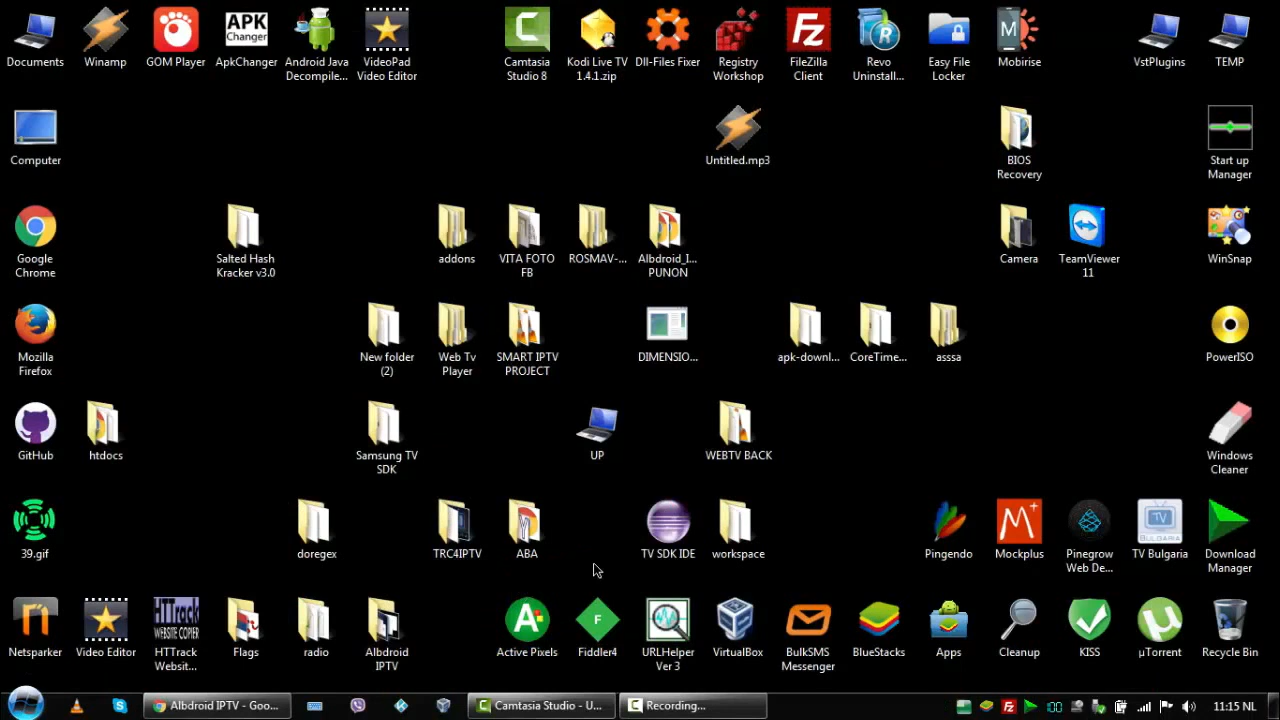 APK
Changer
Documents
Winamp
GOM Player
ApkChanger
Android Java
Decompile...
VideoPad
Video Editor
Camtasia
Studio 8
Kodi Live TV
1.4.1.zip
Dll-Files Fixer
Registry
Workshop
Fz
FileZilla
Client
Revo
Uninstall...
Easy File
Locker
Mobirise
VstPlugins
TEMP
Computer
Untitled.mp3
BIOS
Recovery
Start up
Manager
Google
Chrome
Salted Hash
Kracker v3.0
addons
VITA FOTO
FB
ROSMAV-...
Albdroid_I...
PUNON
Camera
TeamViewer
11
WinSnap
Mozilla
Firefox
New folder
(2)
Web Tv
Player
SMART IPTV
PROJECT
DIMENSIO...
apk-downl...
CoreTime...
asssa
PowerISO
GitHub
htdocs
Samsung TV
SDK
UP
WEBTV BACK
Windows
Cleaner
39.gif
doregex
TRC4IPTV
ABA
TV SDK IDE
workspace
Pingendo
Mockplus
Pinegrow
Web De...
TV
BULGARIA
TV Bulgaria
Download
Manager
HTTrack
WEBSITE COPIER
Netsparker
Video Editor
HTTrack
Websit...
Flags
radio
Albdroid
IPTV
Active Pixels
Fiddler4
URLHelper
Ver 3
VirtualBox
BulkSMS
Messenger
BlueStacks
Apps
Cleanup
KISS
µTorrent
Recycle Bin
Albdroid IPTV - Goo...
Camtasia Studio - U...
Recording...
11:15 NL